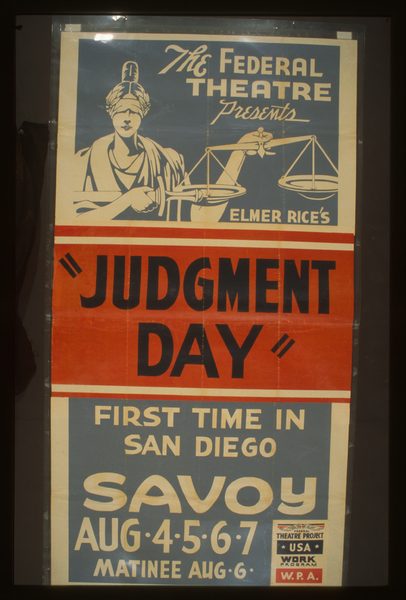 The FEDERAL
THEATRE
Presents
ELMER RICE'S
"JUDGMENT
DAY"
FIRST TIME IN
SAN DIEGO
SAVOY
AUG·4·5·6·7
MATINEE AUG·6·
FEDERAL
THEATRE PROJECT
USA
WORK
PROGRAM
W.P.A.